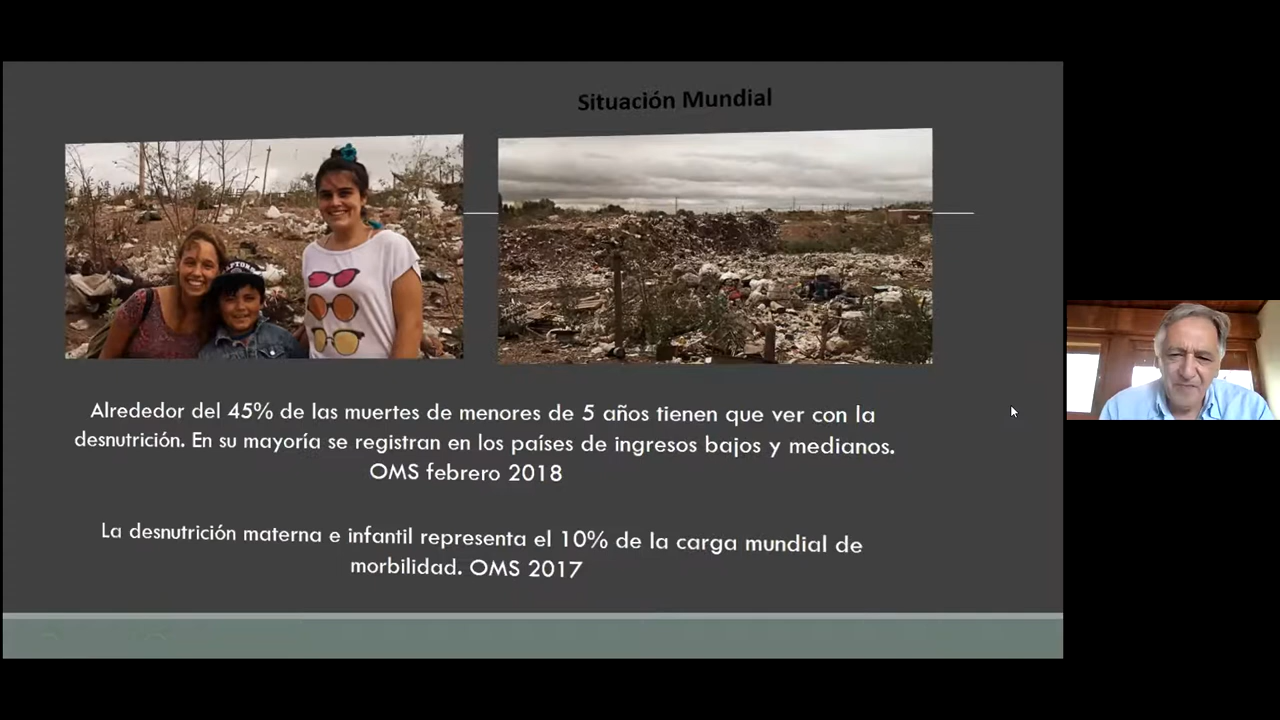 Situación Mundial
Alrededor del 45% de las muertes de menores de 5 años tienen que ver con la
desnutrición. En su mayoría se registran en los países de ingresos bajos y medianos.
OMS febrero 2018
La desnutrición materna e infantil representa el 10% de la carga mundial de
morbilidad. OMS 2017